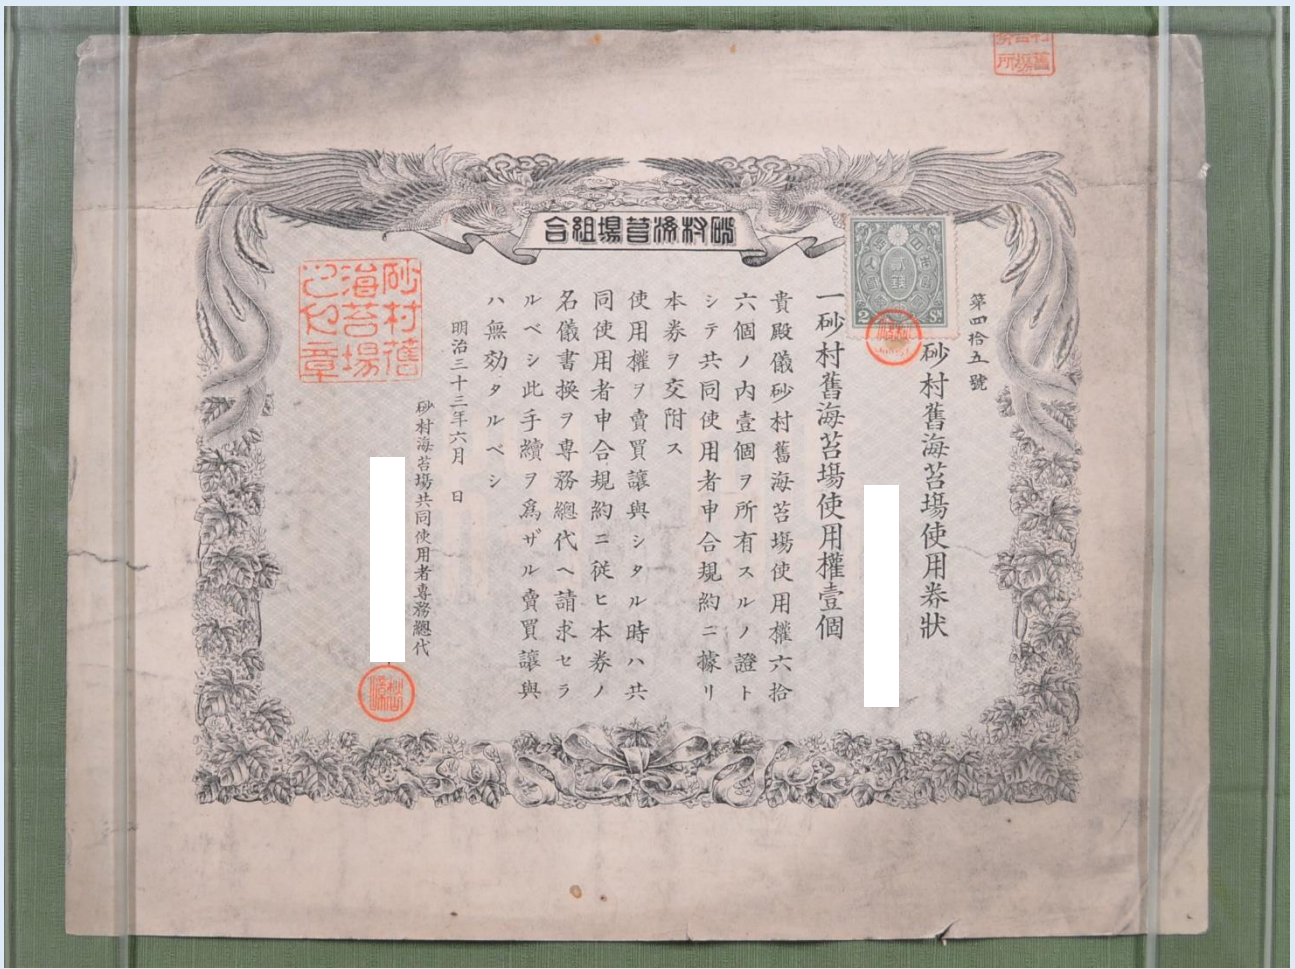 砂村海苔場組合
第四拾五號
砂村舊海苔場使用券狀
一砂村舊海苔場使用權壹個
貴殿儀砂村舊海苔場使用權六拾
六個ノ内壹個ヲ所有スルノ證ト
シテ共同使用者申合規約ニ據リ
本券ヲ交附ス
使用權ヲ賣買讓與シタル時ハ共
同使用者申合規約ニ從ヒ本券ノ
名儀書換ヲ専務總代ヘ請求セラ
ルベシ此手續ヲ爲ザル賣買讓與
ハ無効タルベシ
明治三十三年六月 日
砂村海苔場共同使用者専務總代
砂村舊
海苔場
之印章
2 Sⁿ